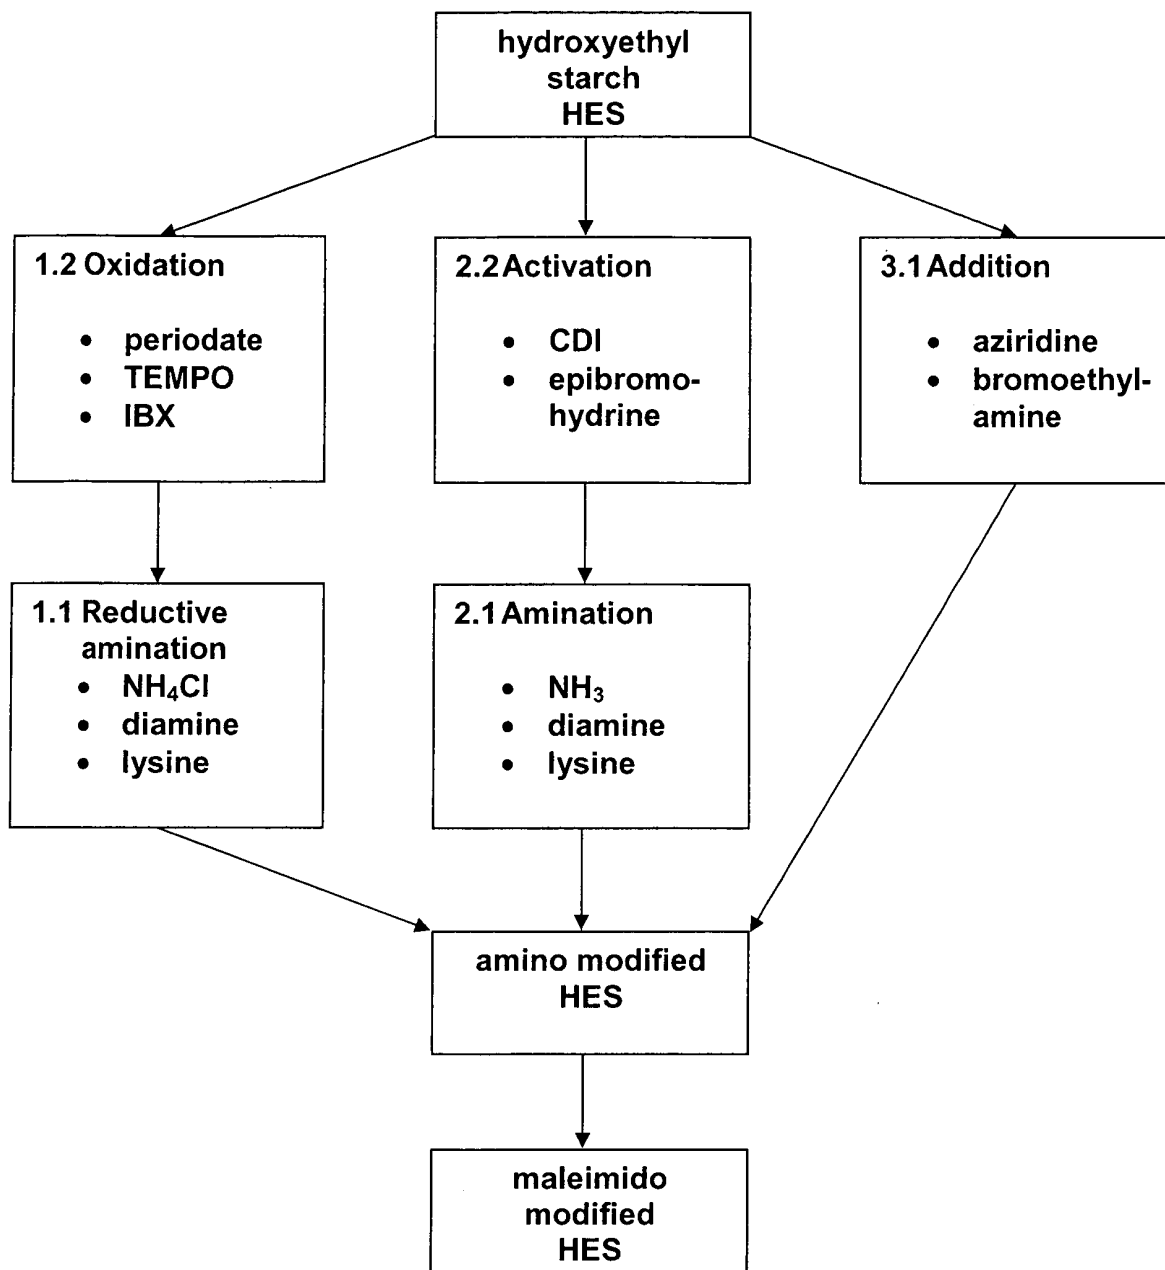 hydroxyethyl
starch
HES
1.2 Oxidation
• periodate
• TEMPO
• IBX
2.2 Activation
• CDI
• epibromo-
hydrine
3.1 Addition
• aziridine
• bromoethyl-
amine
1.1 Reductive
amination
• NH₄Cl
• diamine
• lysine
2.1 Amination
• NH₃
• diamine
• lysine
amino modified
HES
maleimido
modified
HES